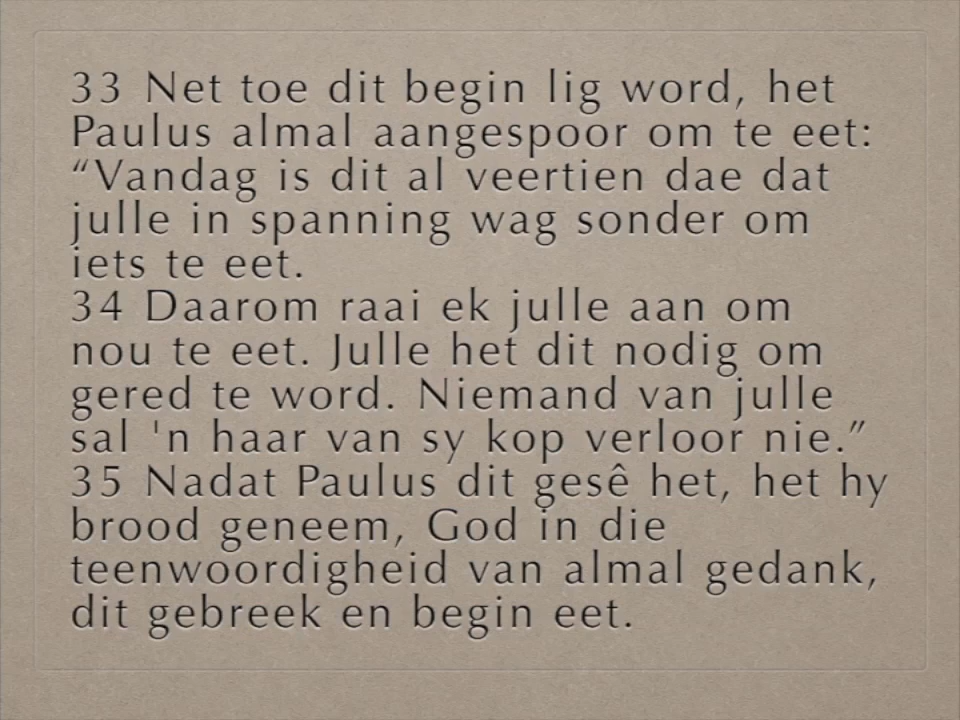 33 Net toe dit begin lig word, het
Paulus almal aangespoor om te eet:
“Vandag is dit al veertien dae dat
julle in spanning wag sonder om
iets te eet.
34 Daarom raai ek julle aan om
nou te eet. Julle het dit nodig om
gered te word. Niemand van julle
sal 'n haar van sy kop verloor nie.”
35 Nadat Paulus dit gesê het, het hy
brood geneem, God in die
teenwoordigheid van almal gedank,
dit gebreek en begin eet.